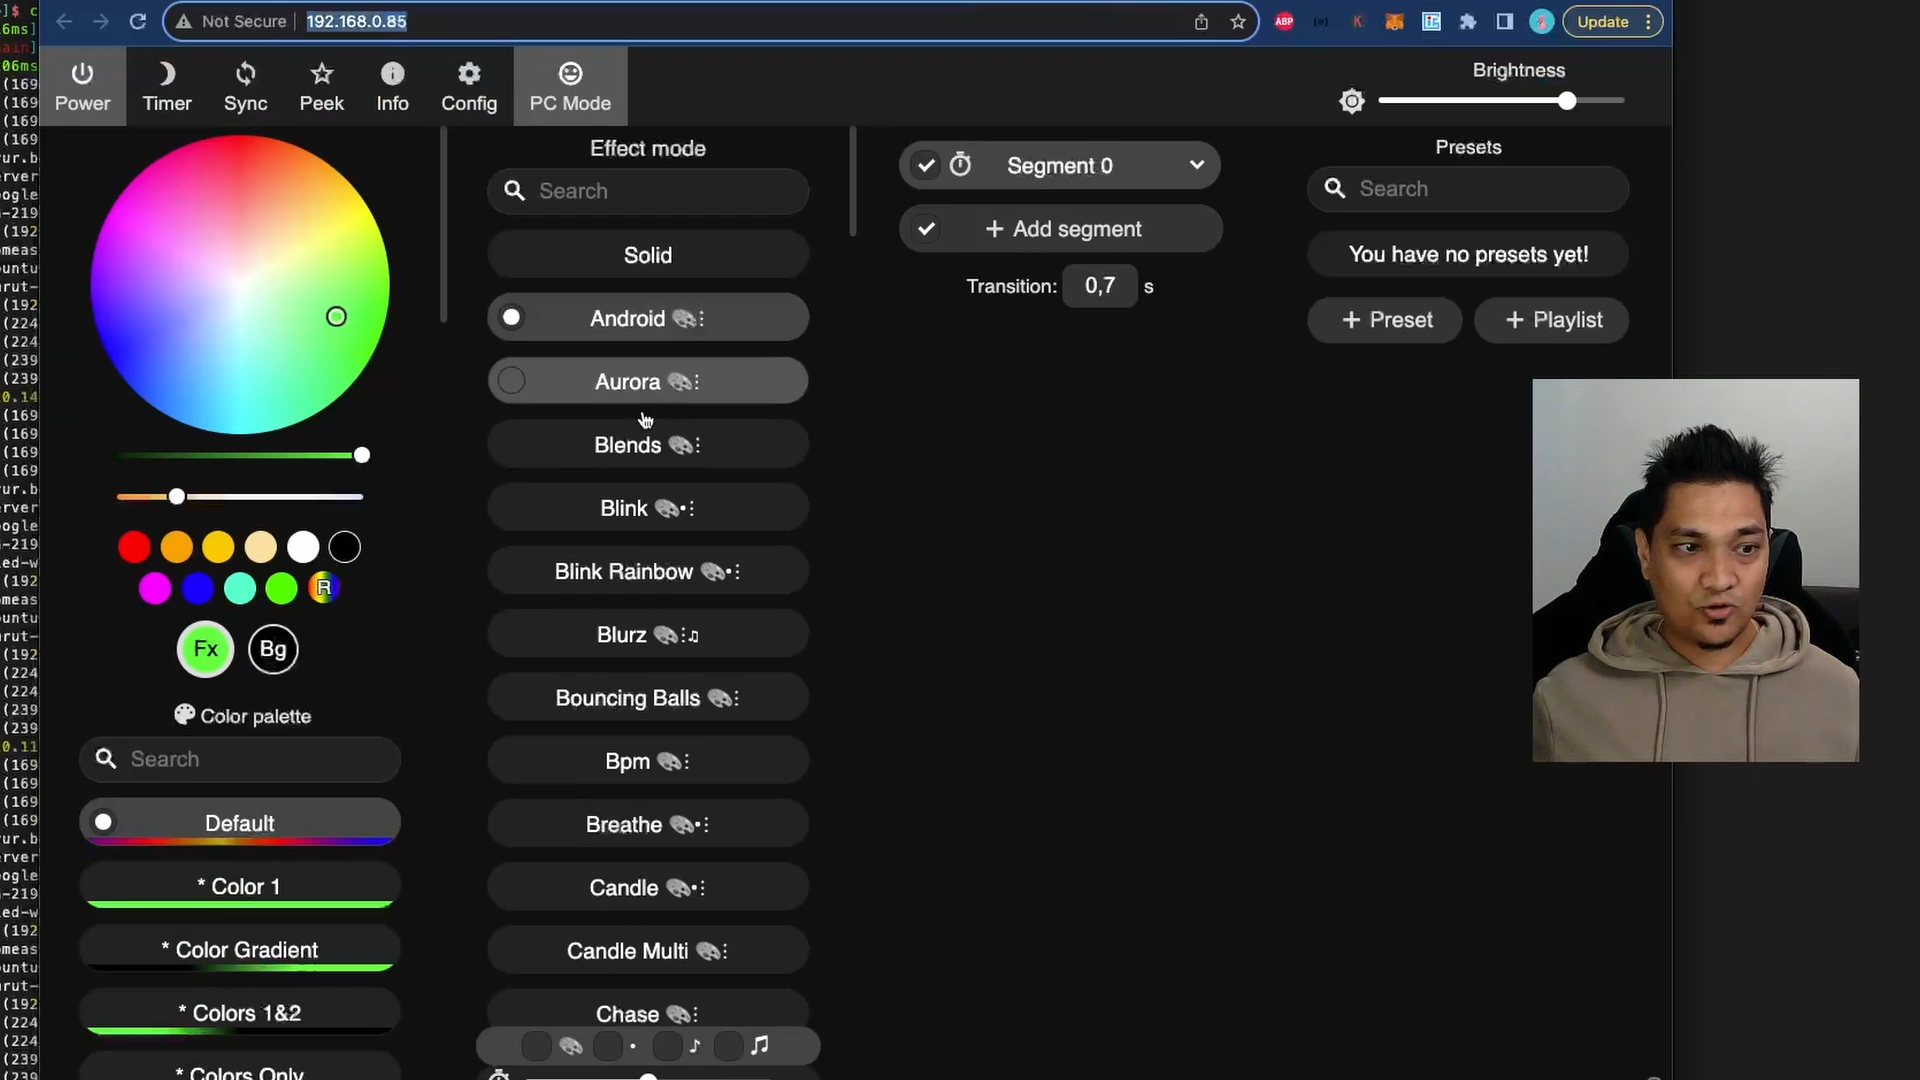 Not Secure 192.168.0.85
ABP
K
Update
Power
Timer
Sync
Peek
Info
Config
PC Mode
Brightness
R
Fx
Bg
Color palette
Search
Default
* Color 1
* Color Gradient
* Colors 1&2
* Colors Only
Effect mode
Search
Solid
Android
Aurora
Blends
Blink
Blink Rainbow
Blurz
Bouncing Balls
Bpm
Breathe
Candle
Candle Multi
Chase
Segment 0
+ Add segment
Transition: 0,7 s
Presets
Search
You have no presets yet!
+ Preset
+ Playlist